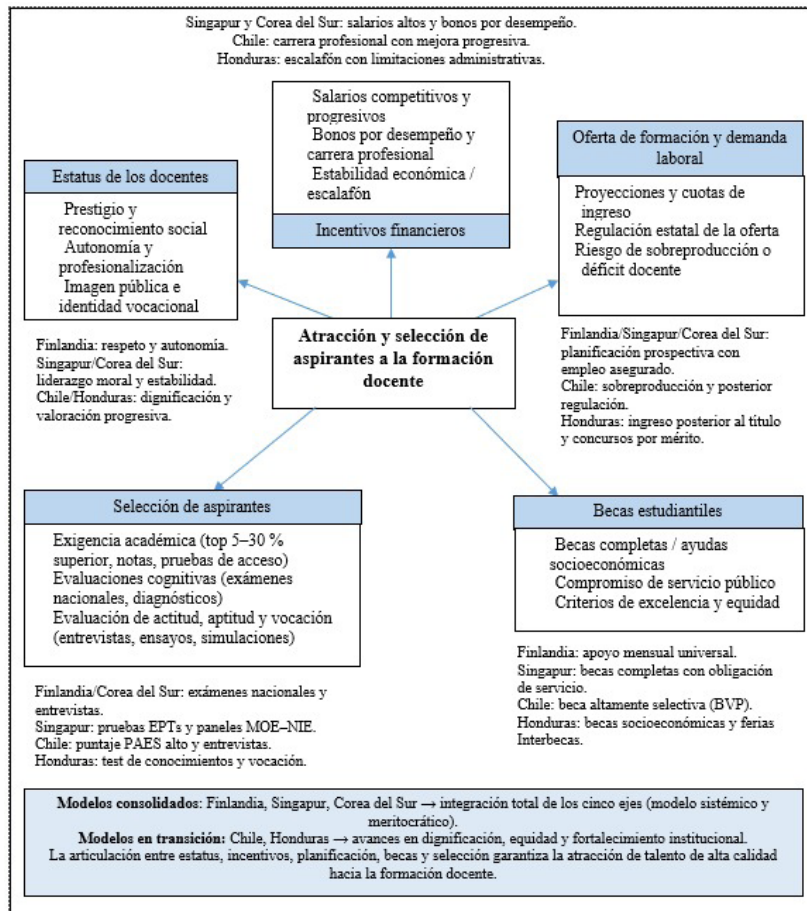 Singapur y Corea del Sur: salarios altos y bonos por desempeño.
Chile: carrera profesional con mejora progresiva.
Honduras: escalafón con limitaciones administrativas.
Salarios competitivos y
progresivos
Bonos por desempeño y
carrera profesional
Estabilidad económica /
escalafón
Incentivos financieros
Estatus de los docentes
Prestigio y
reconocimiento social
Autonomía y
profesionalización
Imagen pública e
identidad vocacional
Finlandia: respeto y autonomía.
Singapur/Corea del Sur:
liderazgo moral y estabilidad.
Chile/Honduras: dignificación y
valoración progresiva.
Oferta de formación y demanda
laboral
Proyecciones y cuotas de
ingreso
Regulación estatal de la oferta
Riesgo de sobreproducción o
déficit docente
Finlandia/Singapur/Corea del Sur:
planificación prospectiva con
empleo asegurado.
Chile: sobreproducción y posterior
regulación.
Honduras: ingreso posterior al título
y concursos por mérito.
Atracción y selección de
aspirantes a la formación
docente
Selección de aspirantes
Exigencia académica (top 5–30 %
superior, notas, pruebas de acceso)
Evaluaciones cognitivas (exámenes
nacionales, diagnósticos)
Evaluación de actitud, aptitud y vocación
(entrevistas, ensayos, simulaciones)
Finlandia/Corea del Sur: exámenes nacionales y
entrevistas.
Singapur: pruebas EPTs y paneles MOE–NIE.
Chile: puntaje PAES alto y entrevistas.
Honduras: test de conocimientos y vocación.
Becas estudiantiles
Becas completas / ayudas
socioeconómicas
Compromiso de servicio público
Criterios de excelencia y equidad
Finlandia: apoyo mensual universal.
Singapur: becas completas con obligación
de servicio.
Chile: beca altamente selectiva (BVP).
Honduras: becas socioeconómicas y ferias
Interbecas.
Modelos consolidados: Finlandia, Singapur, Corea del Sur → integración total de los cinco ejes (modelo sistémico y
meritocrático).
Modelos en transición: Chile, Honduras → avances en dignificación, equidad y fortalecimiento institucional.
La articulación entre estatus, incentivos, planificación, becas y selección garantiza la atracción de talento de alta calidad
hacia la formación docente.